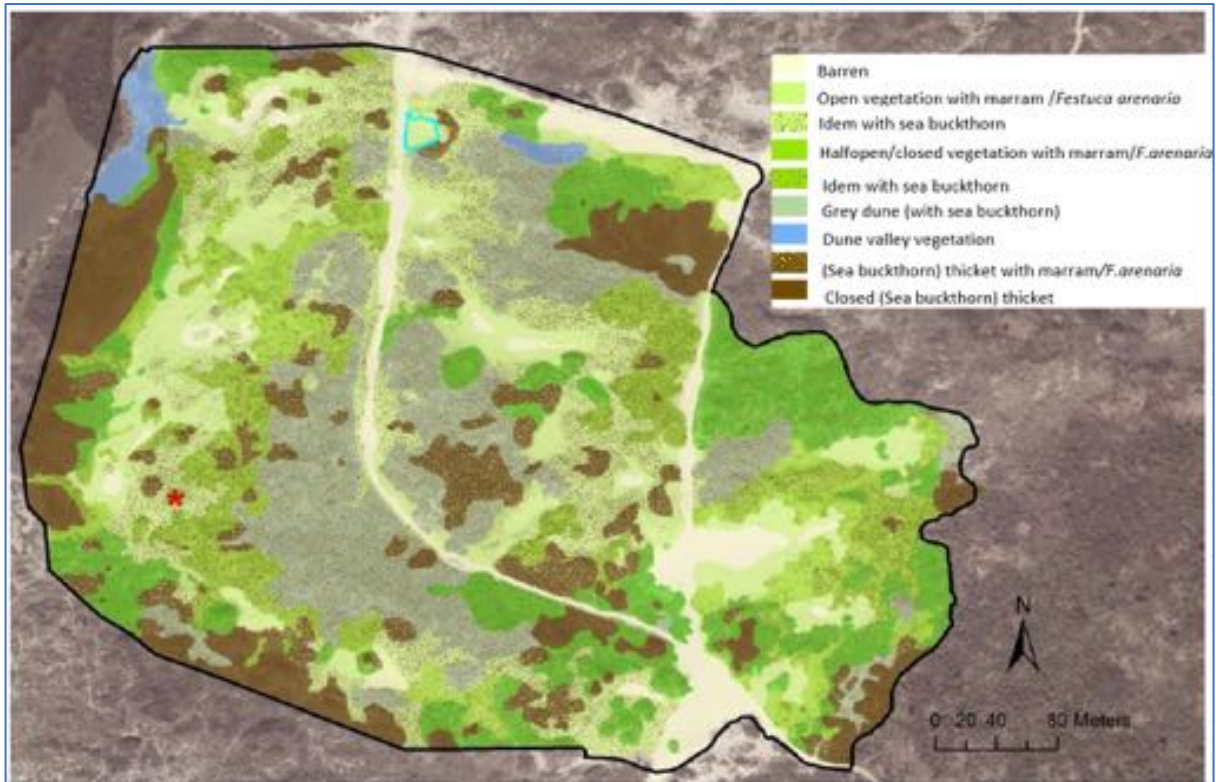 Barren
Open vegetation with marram /Festuca arenaria
Idem with sea buckthorn
Halfopen/closed vegetation with marram/F.arenaria
Idem with sea buckthorn
Grey dune (with sea buckthorn)
Dune valley vegetation
(Sea buckthorn) thicket with marram/F.arenaria
Closed (Sea buckthorn) thicket
*
N
0 20 40 80 Meters